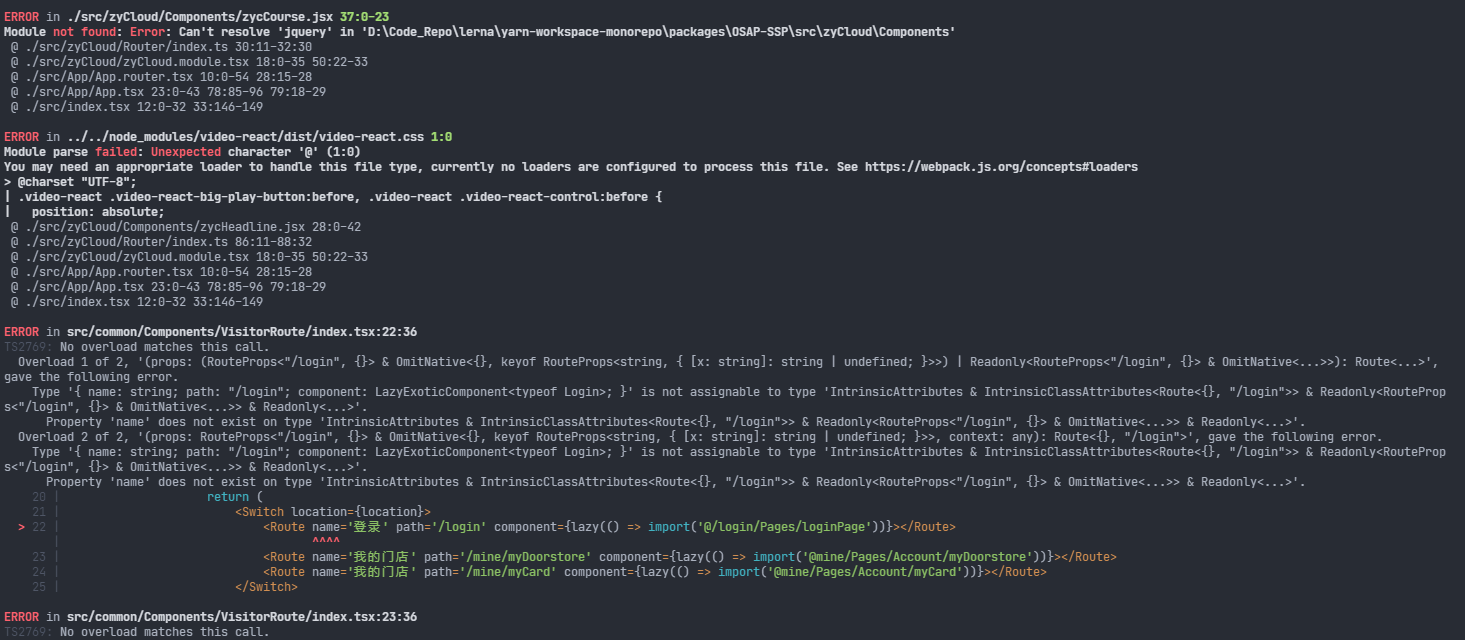 ERROR in ./src/zyCloud/Components/zycCourse.jsx 37:0-23
Module not found: Error: Can't resolve 'jquery' in 'D:\Code_Repo\lerna\yarn-workspace-monorepo\packages\OSAP-SSP\src\zyCloud\Components'
 @ ./src/zyCloud/Router/index.ts 30:11-32:30
 @ ./src/zyCloud/zyCloud.module.tsx 18:0-35 50:22-33
 @ ./src/App/App.router.tsx 10:0-54 28:15-28
 @ ./src/App/App.tsx 23:0-43 78:85-96 79:18-29
 @ ./src/index.tsx 12:0-32 33:146-149
ERROR in ../../node_modules/video-react/dist/video-react.css 1:0
Module parse failed: Unexpected character '@' (1:0)
You may need an appropriate loader to handle this file type, currently no loaders are configured to process this file. See https://webpack.js.org/concepts#loaders
> @charset "UTF-8";
| .video-react .video-react-big-play-button:before, .video-react .video-react-control:before {
|   position: absolute;
 @ ./src/zyCloud/Components/zycHeadline.jsx 28:0-42
 @ ./src/zyCloud/Router/index.ts 86:11-88:32
 @ ./src/zyCloud/zyCloud.module.tsx 18:0-35 50:22-33
 @ ./src/App/App.router.tsx 10:0-54 28:15-28
 @ ./src/App/App.tsx 23:0-43 78:85-96 79:18-29
 @ ./src/index.tsx 12:0-32 33:146-149
ERROR in src/common/Components/VisitorRoute/index.tsx:22:36
TS2769: No overload matches this call.
  Overload 1 of 2, '(props: (RouteProps<"/login", {}> & OmitNative<{}, keyof RouteProps<string, { [x: string]: string | undefined; }>>) | Readonly<RouteProps<"/login", {}> & OmitNative<...>>): Route<...>',
gave the following error.
    Type '{ name: string; path: "/login"; component: LazyExoticComponent<typeof Login>; }' is not assignable to type 'IntrinsicAttributes & IntrinsicClassAttributes<Route<{}, "/login">> & Readonly<RouteProp
s<"/login", {}> & OmitNative<...>> & Readonly<...>'.
      Property 'name' does not exist on type 'IntrinsicAttributes & IntrinsicClassAttributes<Route<{}, "/login">> & Readonly<RouteProps<"/login", {}> & OmitNative<...>> & Readonly<...>'.
  Overload 2 of 2, '(props: RouteProps<"/login", {}> & OmitNative<{}, keyof RouteProps<string, { [x: string]: string | undefined; }>>, context: any): Route<{}, "/login">', gave the following error.
    Type '{ name: string; path: "/login"; component: LazyExoticComponent<typeof Login>; }' is not assignable to type 'IntrinsicAttributes & IntrinsicClassAttributes<Route<{}, "/login">> & Readonly<RouteProp
s<"/login", {}> & OmitNative<...>> & Readonly<...>'.
      Property 'name' does not exist on type 'IntrinsicAttributes & IntrinsicClassAttributes<Route<{}, "/login">> & Readonly<RouteProps<"/login", {}> & OmitNative<...>> & Readonly<...>'.
    20 |                     return (
    21 |                         <Switch location={location}>
  > 22 |                             <Route name='登录' path='/login' component={lazy(() => import('@/login/Pages/loginPage'))}></Route>
       |                                    ^^^^
    23 |                             <Route name='我的门店' path='/mine/myDoorstore' component={lazy(() => import('@mine/Pages/Account/myDoorstore'))}></Route>
    24 |                             <Route name='我的门店' path='/mine/myCard' component={lazy(() => import('@mine/Pages/Account/myCard'))}></Route>
    25 |                         </Switch>
ERROR in src/common/Components/VisitorRoute/index.tsx:23:36
TS2769: No overload matches this call.